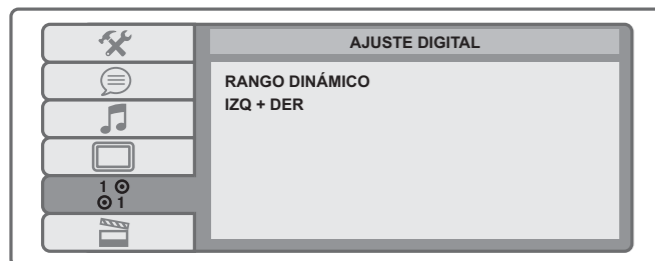 AJUSTE DIGITAL
RANGO DINÁMICO
IZQ + DER
1
1